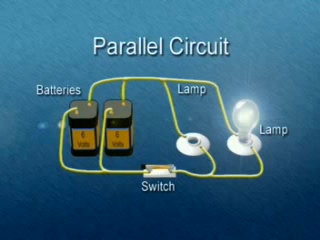 Parallel Circuit
Batteries
Lamp
6
Volts
6
Volts
Lamp
Switch